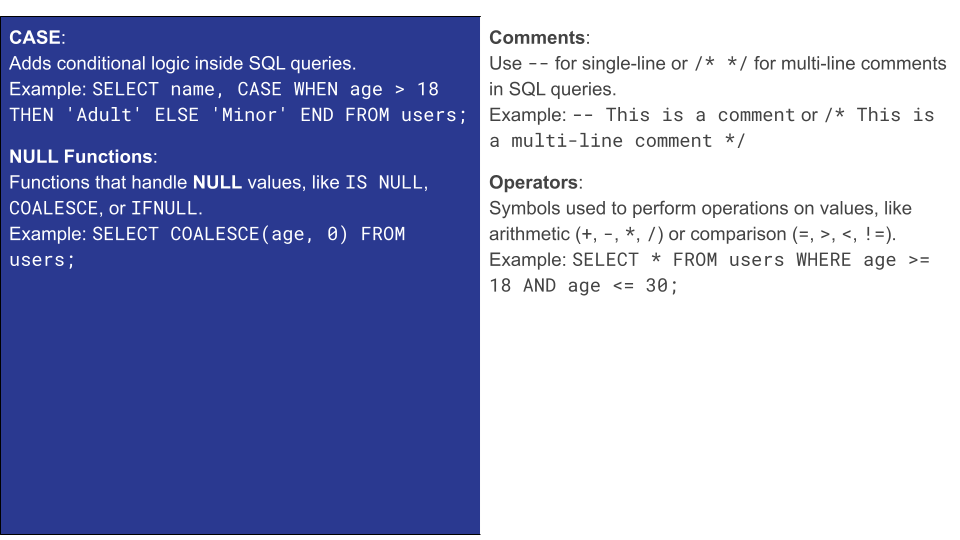 CASE:
Adds conditional logic inside SQL queries.
Example: SELECT name, CASE WHEN age > 18
THEN 'Adult' ELSE 'Minor' END FROM users;
NULL Functions:
Functions that handle NULL values, like IS NULL,
COALESCE, or IFNULL.
Example: SELECT COALESCE(age, 0) FROM
users;
Comments:
Use -- for single-line or /* */ for multi-line comments
in SQL queries.
Example: -- This is a comment or /* This is
a multi-line comment */
Operators:
Symbols used to perform operations on values, like
arithmetic (+, -, *, /) or comparison (=, >, <, !=).
Example: SELECT * FROM users WHERE age >=
18 AND age <= 30;